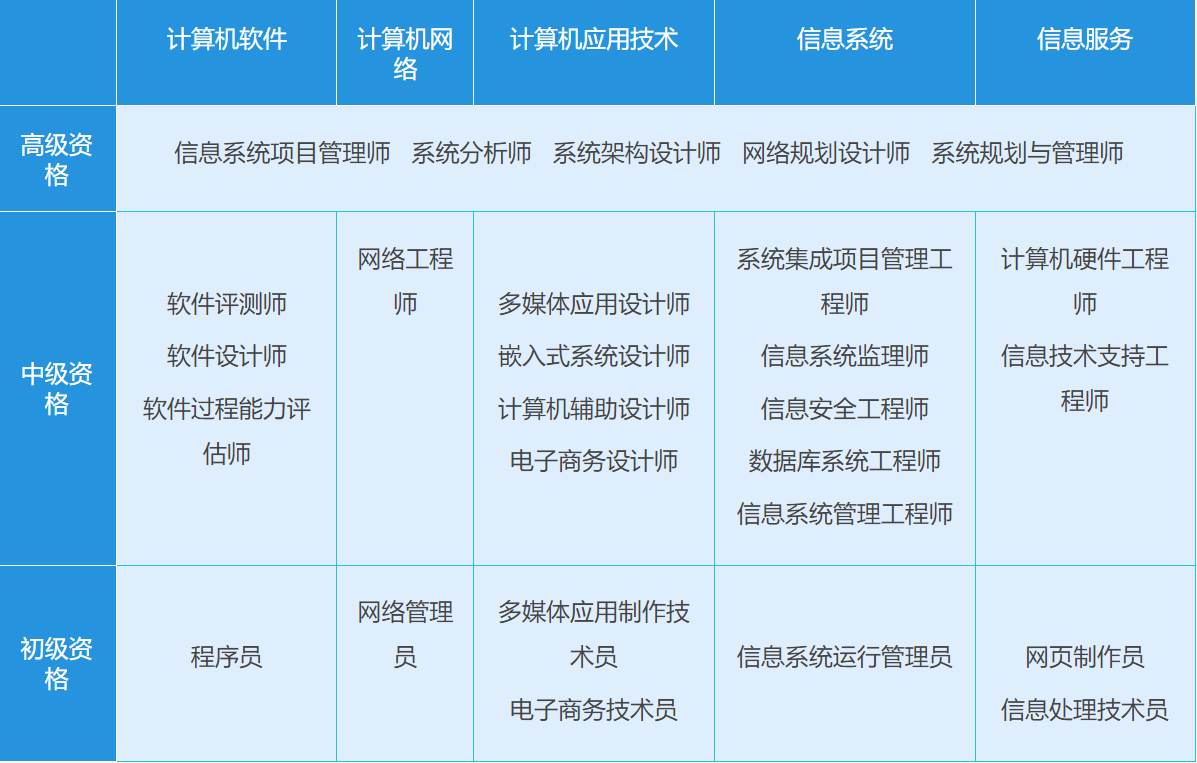 计算机软件
计算机网
络
计算机应用技术
信息系统
信息服务
高级资
格
信息系统项目管理师 系统分析师 系统架构设计师 网络规划设计师 系统规划与管理师
中级资
格
软件评测师
软件设计师
软件过程能力评
估师
网络工程
师
多媒体应用设计师
嵌入式系统设计师
计算机辅助设计师
电子商务设计师
系统集成项目管理工
程师
信息系统监理师
信息安全工程师
数据库系统工程师
信息系统管理工程师
计算机硬件工程
师
信息技术支持工
程师
初级资
格
程序员
网络管理
员
多媒体应用制作技
术员
电子商务技术员
信息系统运行管理员
网页制作员
信息处理技术员